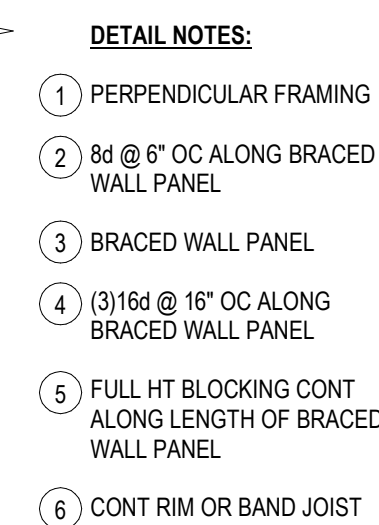 DETAIL NOTES:
1 PERPENDICULAR FRAMING
2 8d @ 6" OC ALONG BRACED
WALL PANEL
3 BRACED WALL PANEL
4 (3)16d @ 16" OC ALONG
BRACED WALL PANEL
5 FULL HT BLOCKING CONT
ALONG LENGTH OF BRACED
WALL PANEL
6 CONT RIM OR BAND JOIST